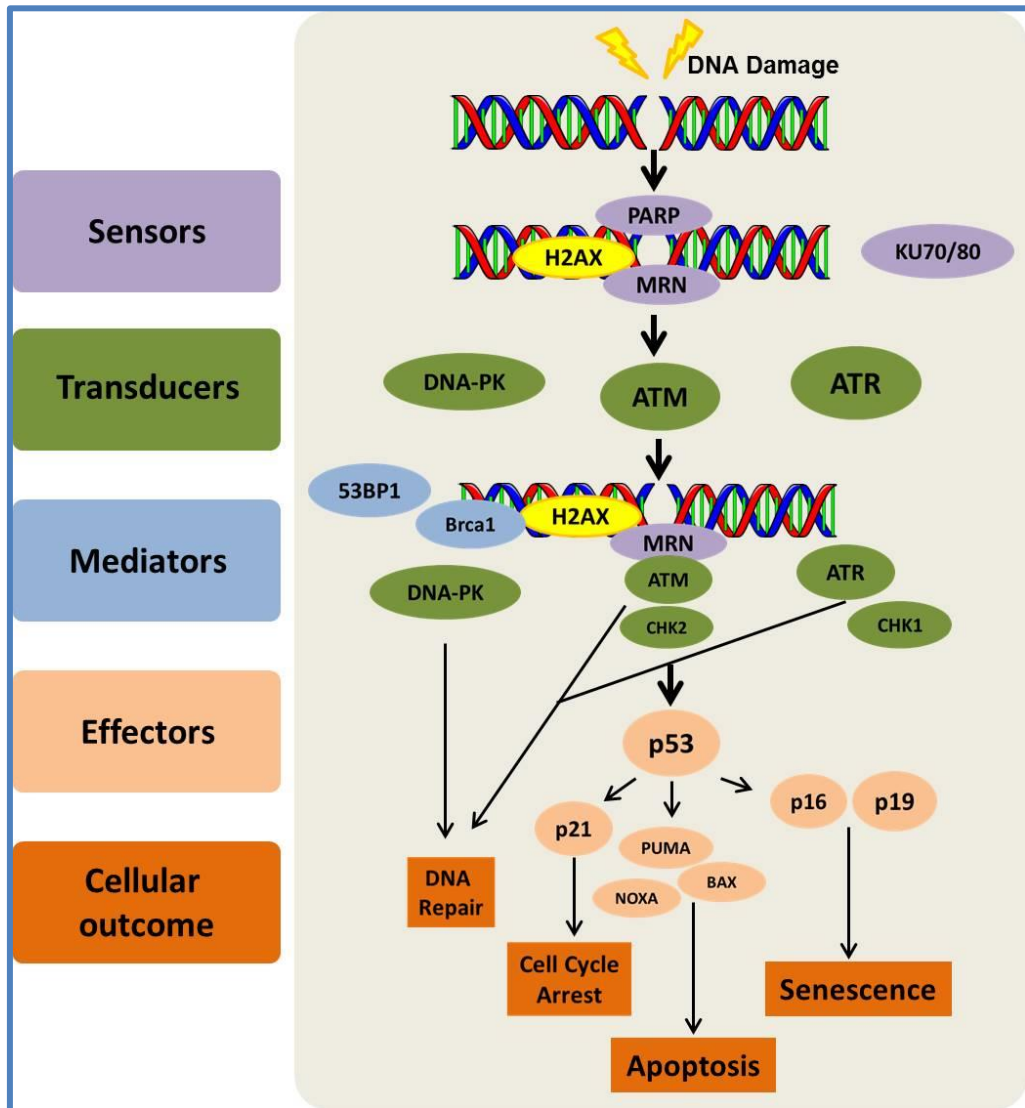 DNA Damage
Sensors
PARP
H2AX
MRN
KU70/80
Transducers
DNA-PK
ATM
ATR
Mediators
53BP1
Brca1
H2AX
MRN
DNA-PK
ATM
ATR
CHK2
CHK1
Effectors
p53
p21
PUMA
NOXA
BAX
p16
p19
Cellular
outcome
DNA
Repair
Cell Cycle
Arrest
Senescence
Apoptosis